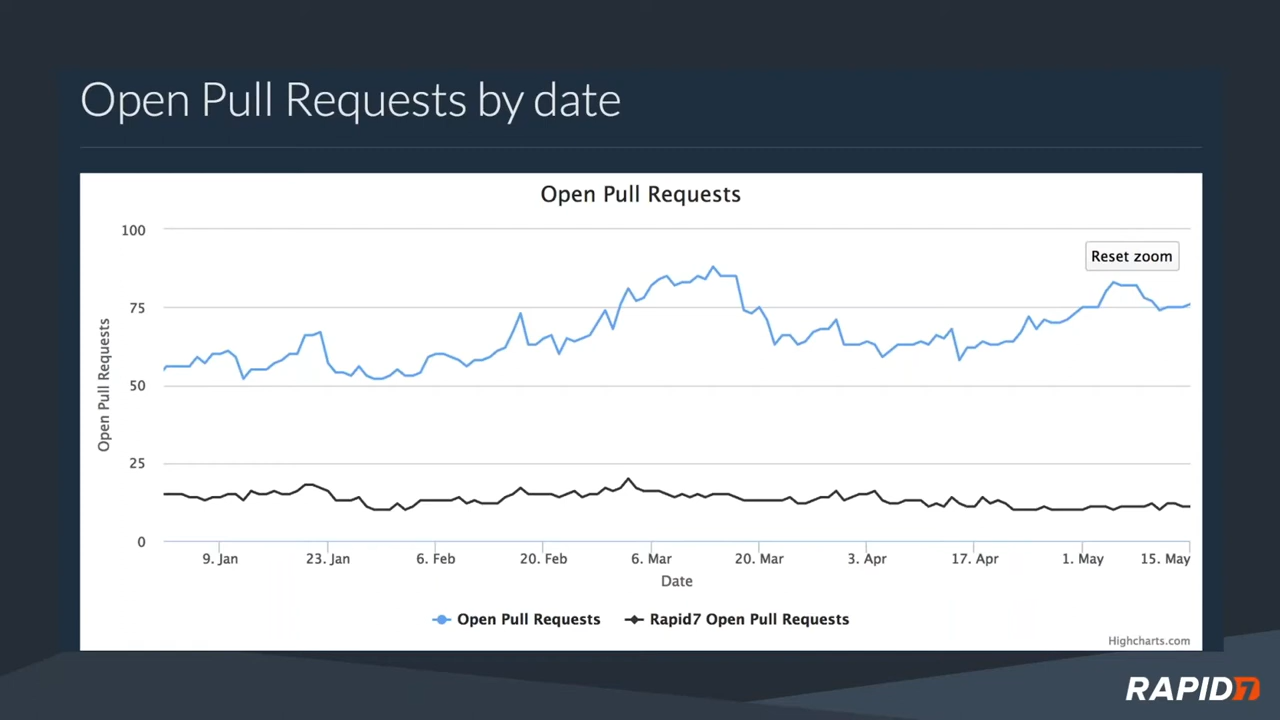 Open Pull Requests by date
Open Pull Requests
100
Reset zoom
75
50
25
0
Open Pull Requests
9. Jan 23. Jan 6. Feb 20. Feb 6. Mar 20. Mar 3. Apr 17. Apr 1. May 15. May
Date
Open Pull Requests Rapid7 Open Pull Requests
Highcharts.com
RAPID7